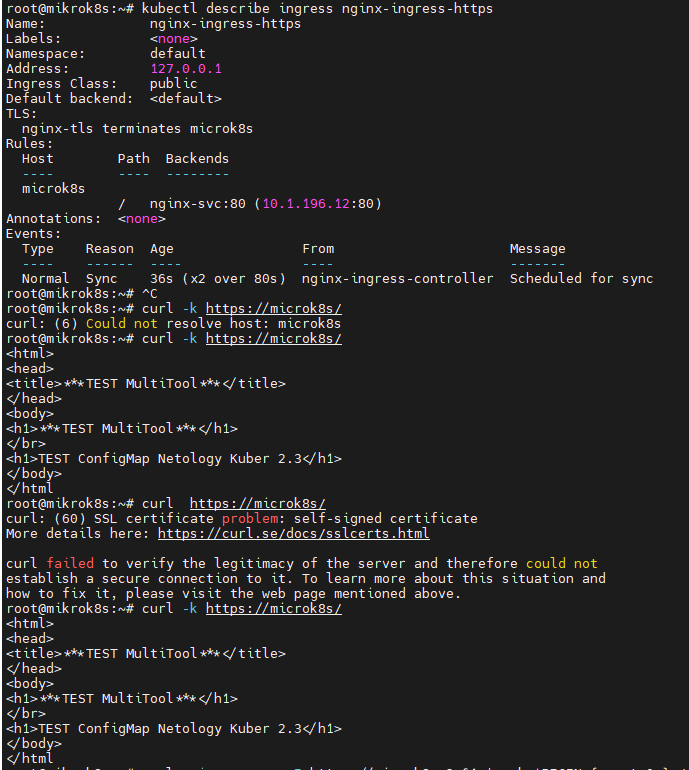 root@mikrok8s:~# kubectl describe ingress nginx-ingress-https
Name:             nginx-ingress-https
Labels:           <none>
Namespace:        default
Address:          127.0.0.1
Ingress Class:    public
Default backend:  <default>
TLS:
  nginx-tls terminates microk8s
Rules:
  Host        Path  Backends
  ----        ----  --------
  microk8s
              /   nginx-svc:80 (10.1.196.12:80)
Annotations:  <none>
Events:
  Type    Reason  Age                From                      Message
  ----    ------  ----               ----                      -------
  Normal  Sync    36s (x2 over 80s)  nginx-ingress-controller  Scheduled for sync
root@mikrok8s:~# ^C
root@mikrok8s:~# curl -k https://microk8s/
curl: (6) Could not resolve host: microk8s
root@mikrok8s:~# curl -k https://microk8s/
<html>
<head>
<title>***TEST MultiTool***</title>
</head>
<body>
<h1>***TEST MultiTool***</h1>
</br>
<h1>TEST ConfigMap Netology Kuber 2.3</h1>
</body>
</html
root@mikrok8s:~# curl  https://microk8s/
curl: (60) SSL certificate problem: self-signed certificate
More details here: https://curl.se/docs/sslcerts.html

curl failed to verify the legitimacy of the server and therefore could not
establish a secure connection to it. To learn more about this situation and
how to fix it, please visit the web page mentioned above.
root@mikrok8s:~# curl -k https://microk8s/
<html>
<head>
<title>***TEST MultiTool***</title>
</head>
<body>
<h1>***TEST MultiTool***</h1>
</br>
<h1>TEST ConfigMap Netology Kuber 2.3</h1>
</body>
</html